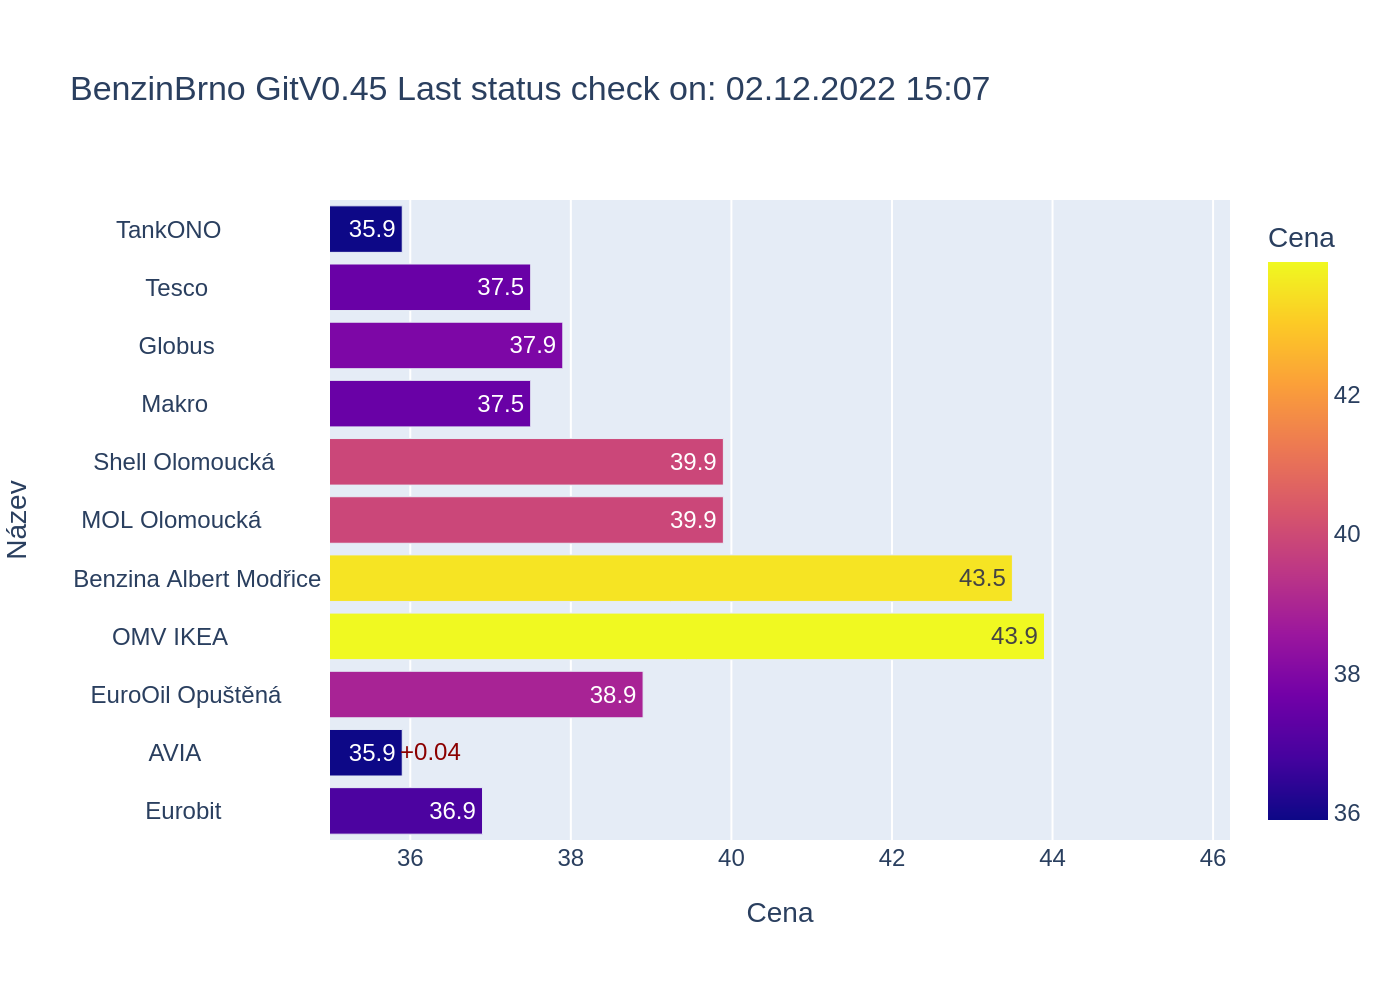 BenzinBrno GitV0.45 Last status check on: 02.12.2022 15:07
Název
TankONO 35.9
Tesco 37.5
Globus 37.9
Makro 37.5
Shell Olomoucká 39.9
MOL Olomoucká 39.9
Benzina Albert Modřice 43.5
OMV IKEA 43.9
EuroOil Opuštěná 38.9
AVIA 35.9 +0.04
Eurobit 36.9
36 38 40 42 44 46
Cena
Cena
42
40
38
36